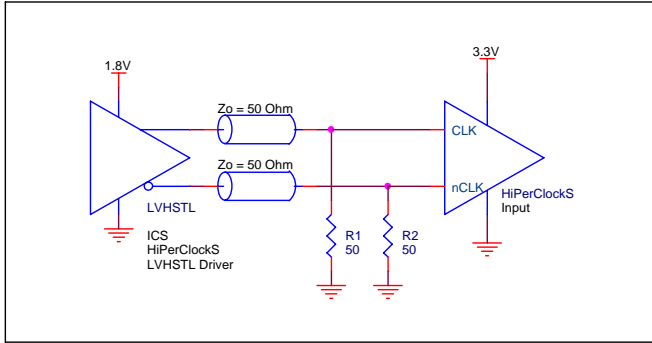 1.8V
3.3V
Zo = 50 Ohm
CLK
Zo = 50 Ohm
nCLK
HiPerClockS
Input
LVHSTL
ICS
HiPerClockS
LVHSTL Driver
R1
50
R2
50